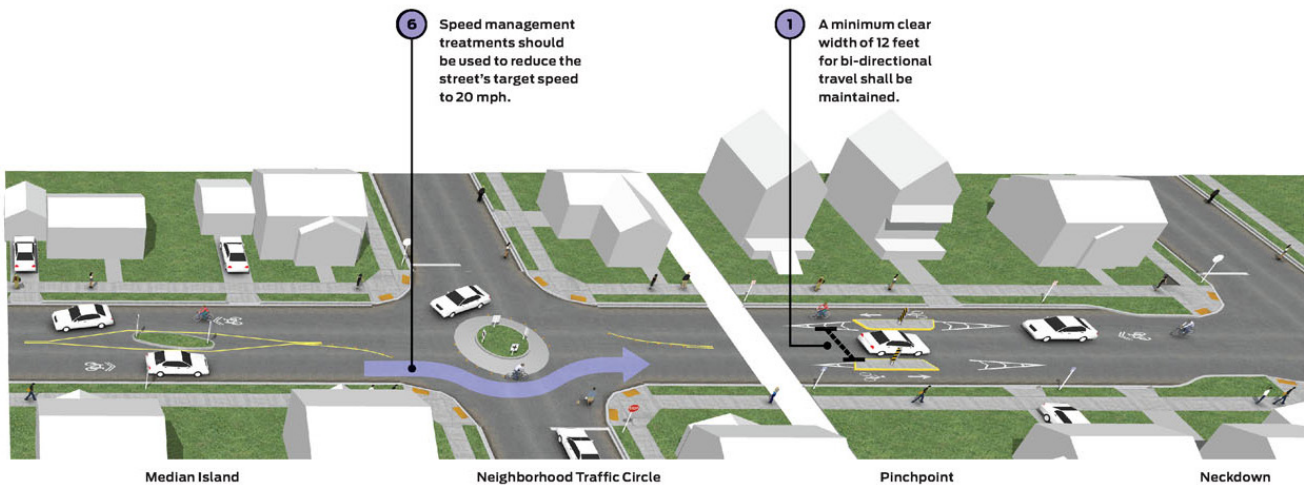 6
Speed management
treatments should
be used to reduce the
street's target speed
to 20 mph.
1
A minimum clear
width of 12 feet
for bi-directional
travel shall be
maintained.
STOP
Median Island
Neighborhood Traffic Circle
Pinchpoint
Neckdown